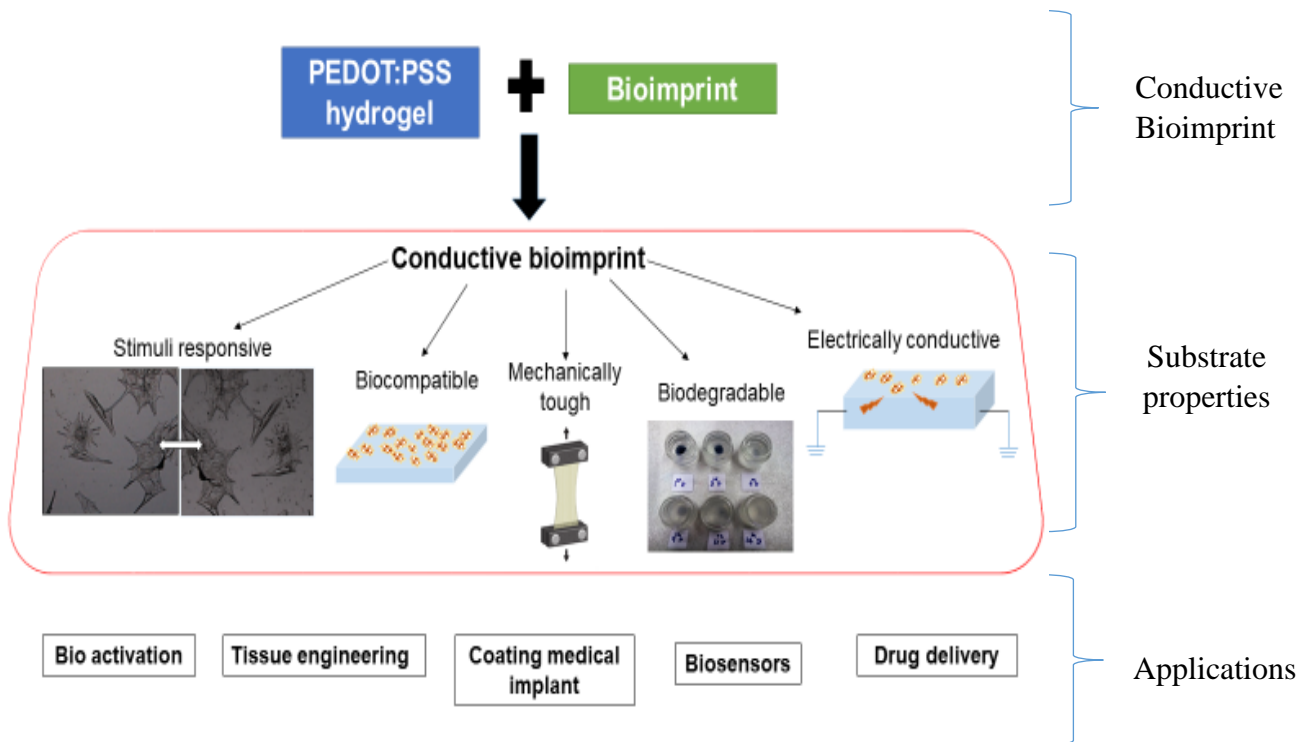 PEDOT:PSS
hydrogel
Bioimprint
Conductive
Bioimprint
Conductive bioimprint
Stimuli responsive
Biocompatible
Mechanically
tough
Biodegradable
Electrically conductive
Substrate
properties
Bio activation
Tissue engineering
Coating medical
implant
Biosensors
Drug delivery
Applications